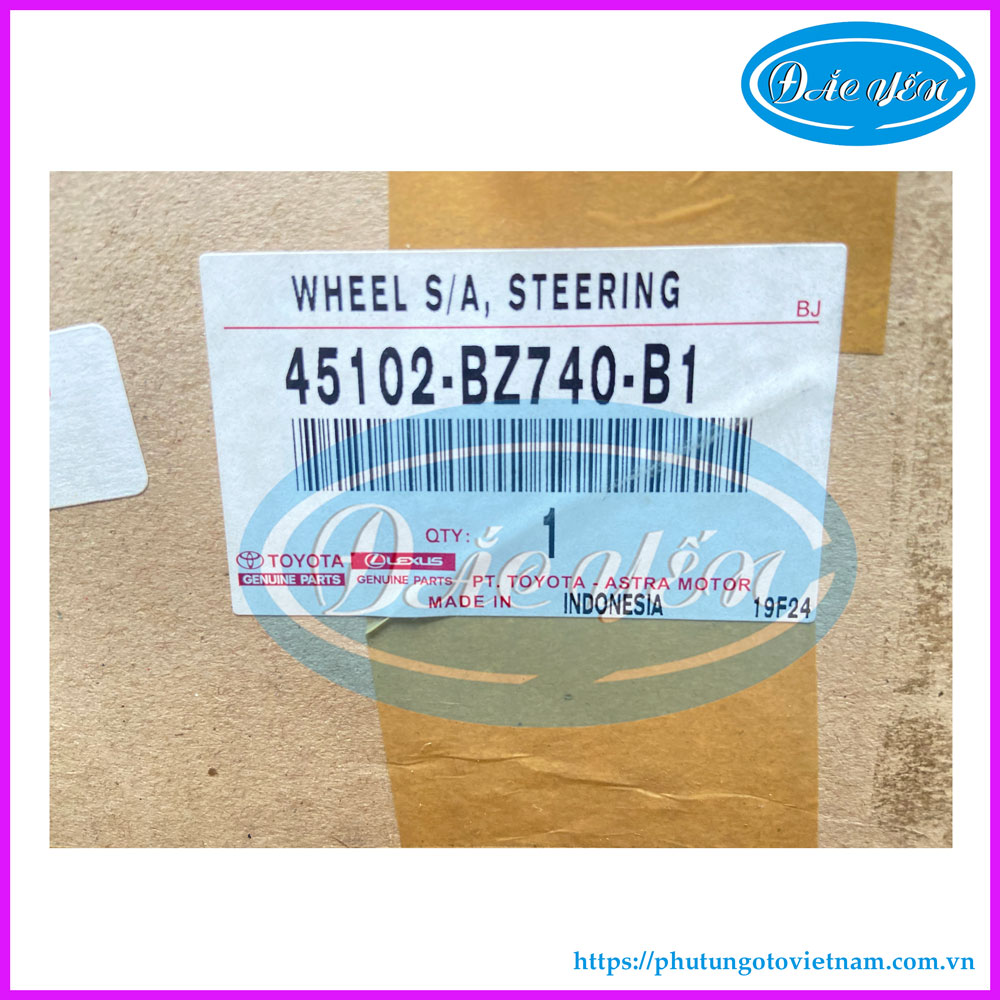 ĐẮC YẾN
WHEEL S/A, STEERING
BJ
45102-BZ740-B1
ĐẮC YẾN
QTY: 1
TOYOTA LEXUS
GENUINE PARTS GENUINE PARTS PT. TOYOTA - ASTRA MOTOR
MADE IN INDONESIA 19F24
https://phutungotovietnam.com.vn